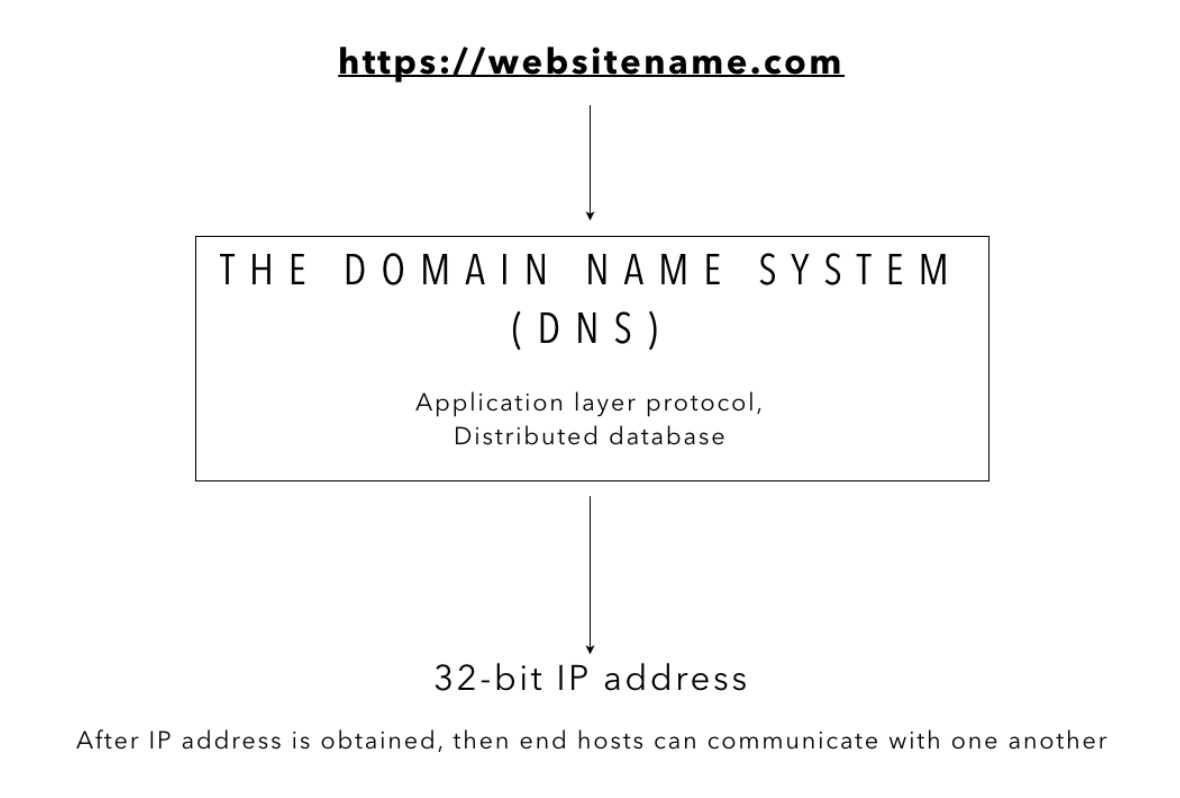 https://websitename.com
THE DOMAIN NAME SYSTEM
(DNS)
Application layer protocol,
Distributed database
32-bit IP address
After IP address is obtained, then end hosts can communicate with one another